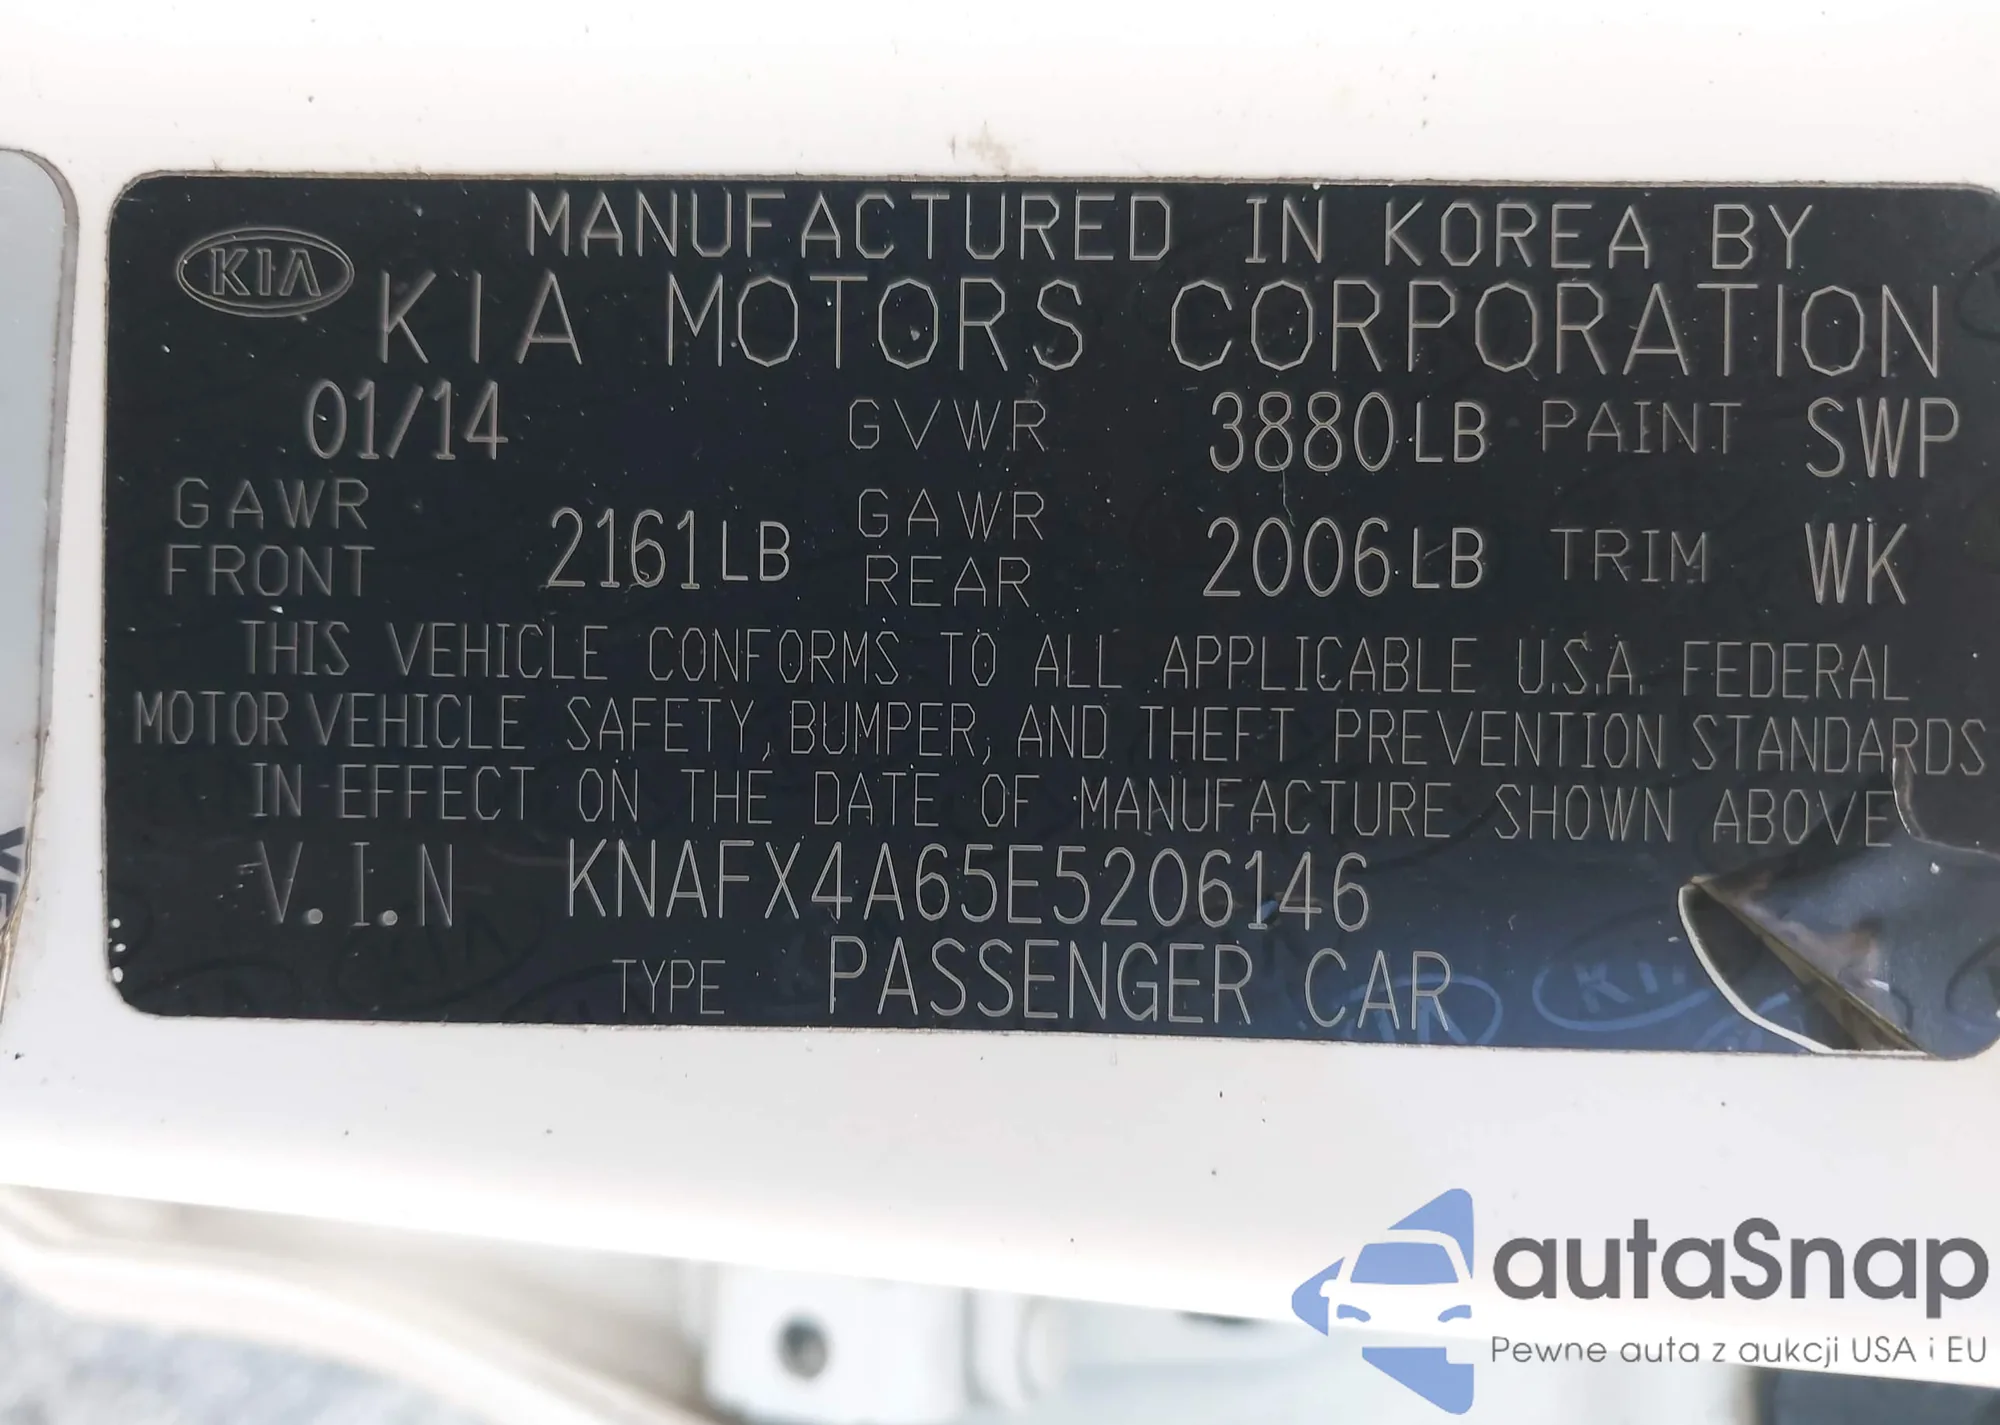 KIA
MANUFACTURED IN KOREA BY
KIA MOTORS CORPORATION
01/14 GVWR 3880LB PAINT SWP
GAWR FRONT 2161LB GAWR REAR 2006LB TRIM WK
THIS VEHICLE CONFORMS TO ALL APPLICABLE U.S.A. FEDERAL
MOTOR VEHICLE SAFETY, BUMPER, AND THEFT PREVENTION STANDARDS
IN EFFECT ON THE DATE OF MANUFACTURE SHOWN ABOVE
V.I.N KNAFX4A65E5206146
TYPE PASSENGER CAR
autaSnap
Pewne auta z aukcji USA i EU